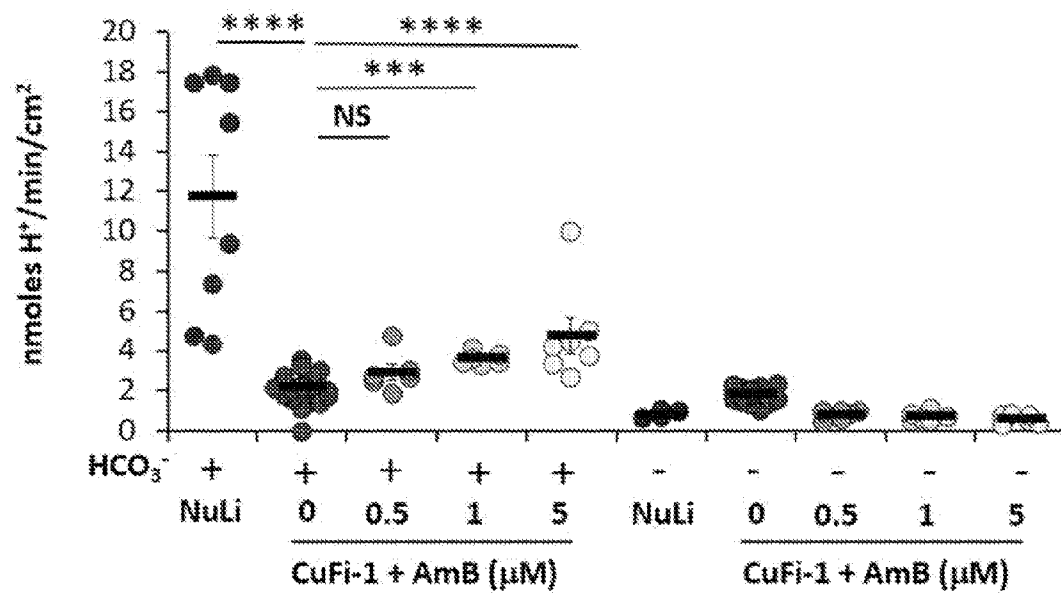 nmoles H⁺/min/cm²
20
18
16
14
12
10
8
6
4
2
0
**** ****
***
NS
HCO₃⁻ + + + + + - - - - -
NuLi 0 0.5 1 5 NuLi 0 0.5 1 5
CuFi-1 + AmB (μM) CuFi-1 + AmB (μM)